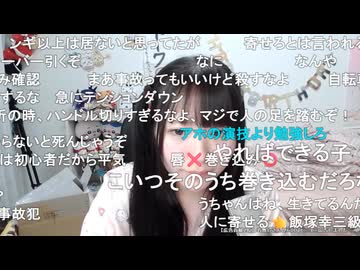 ンギ以上は居ないと思ってたが
寄せろとは言われる
ーパー引くぞ
なに
なんや
み確認
まあ事故ってもいいけど殺すなよ
自転
するな
急にテンションダウン
折の時、ハンドル切りすぎるなよ、マジで人の足を踏むぞ！
アホの演技より勉強しろ
らないと死んじゃうぞ
やればできる子
は初心者だから平気
唇❌巻き込み⭕
こいつそのうち巻き込むだろ
。
うちゃんはね、生きてるんだ
事故犯
人に寄せる👍飯塚幸三級